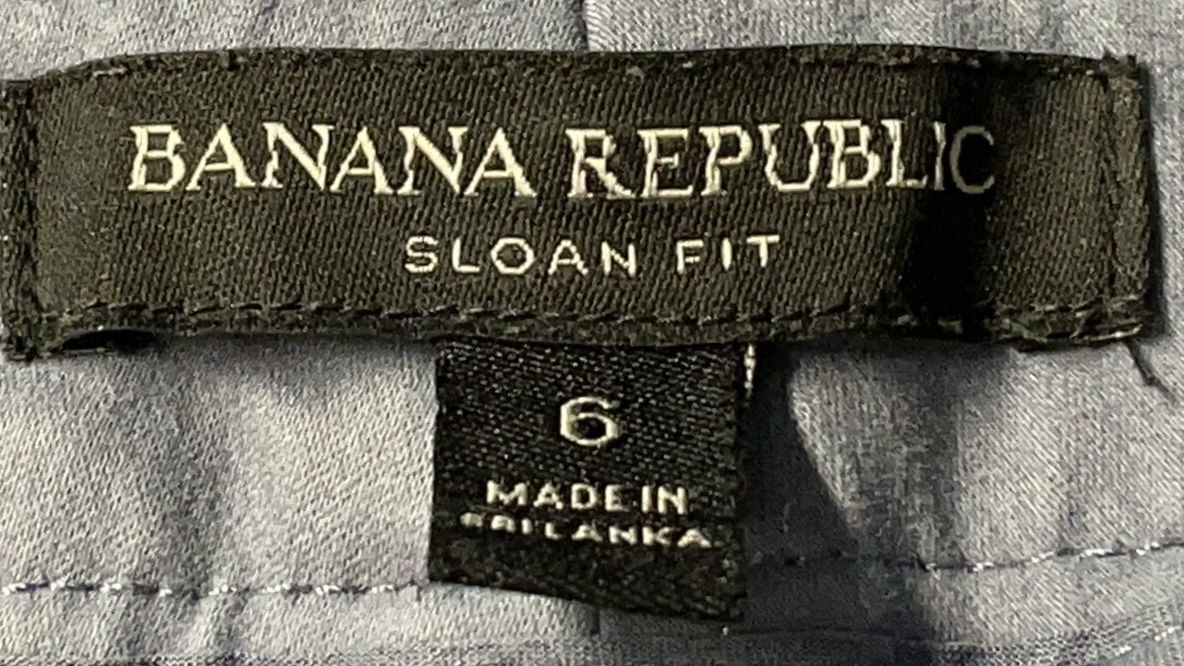 BANANA REPUBLIC
SLOAN FIT
6
MADE IN
SRI LANKA